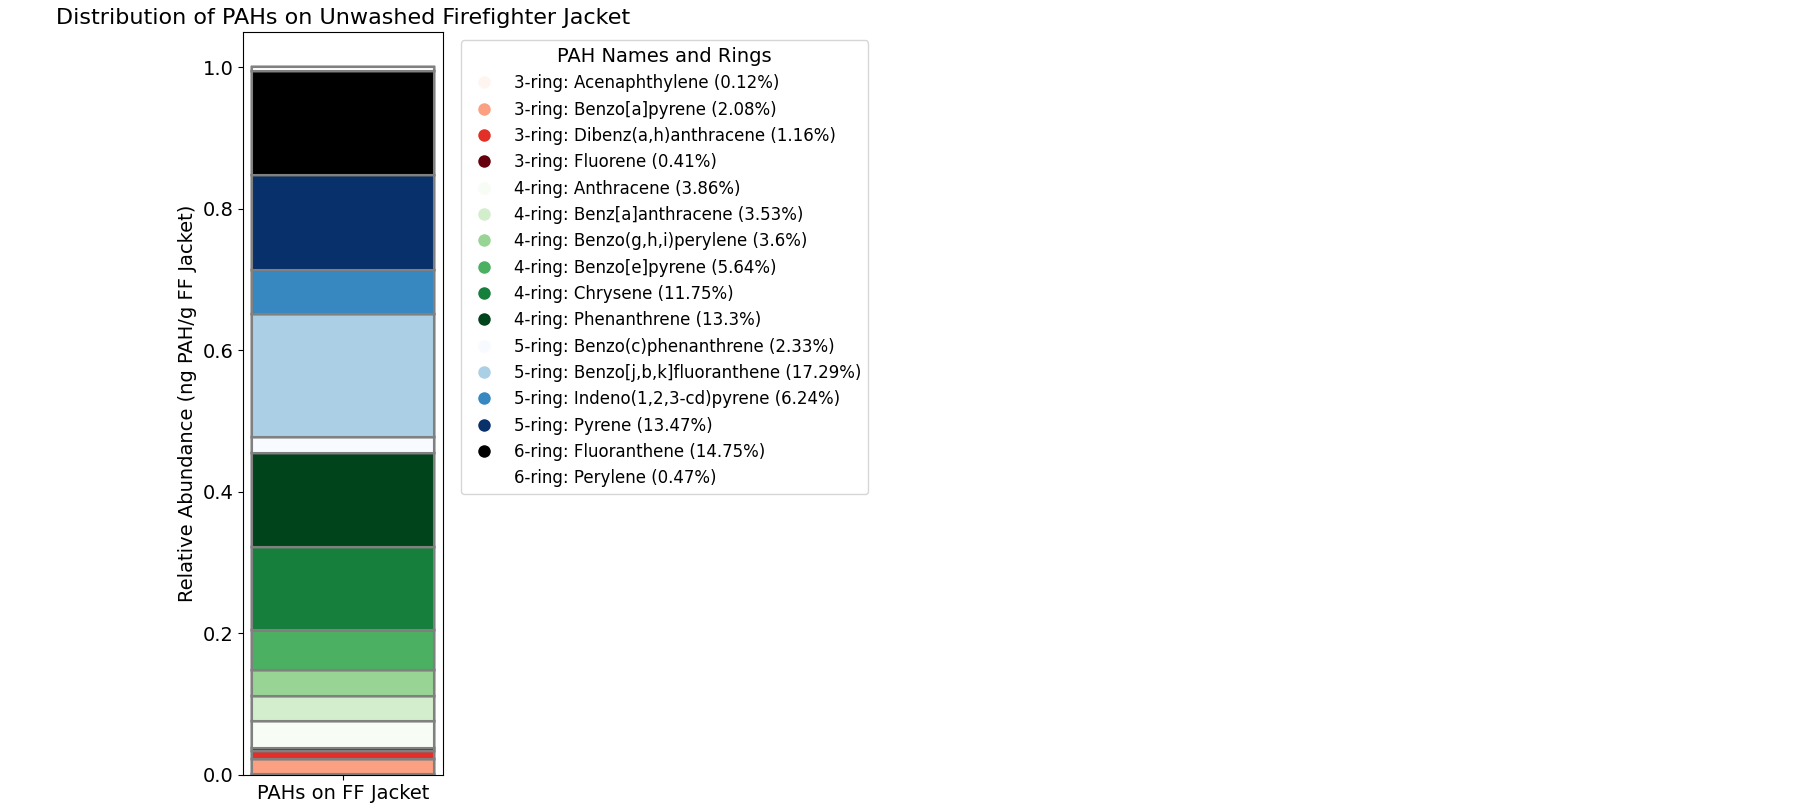 Distribution of PAHs on Unwashed Firefighter Jacket
Relative Abundance (ng PAH/g FF Jacket)
1.0
0.8
0.6
0.4
0.2
0.0
PAHs on FF Jacket
PAH Names and Rings
3-ring: Acenaphthylene (0.12%)
3-ring: Benzo[a]pyrene (2.08%)
3-ring: Dibenz(a,h)anthracene (1.16%)
3-ring: Fluorene (0.41%)
4-ring: Anthracene (3.86%)
4-ring: Benz[a]anthracene (3.53%)
4-ring: Benzo(g,h,i)perylene (3.6%)
4-ring: Benzo[e]pyrene (5.64%)
4-ring: Chrysene (11.75%)
4-ring: Phenanthrene (13.3%)
5-ring: Benzo(c)phenanthrene (2.33%)
5-ring: Benzo[j,b,k]fluoranthene (17.29%)
5-ring: Indeno(1,2,3-cd)pyrene (6.24%)
5-ring: Pyrene (13.47%)
6-ring: Fluoranthene (14.75%)
6-ring: Perylene (0.47%)